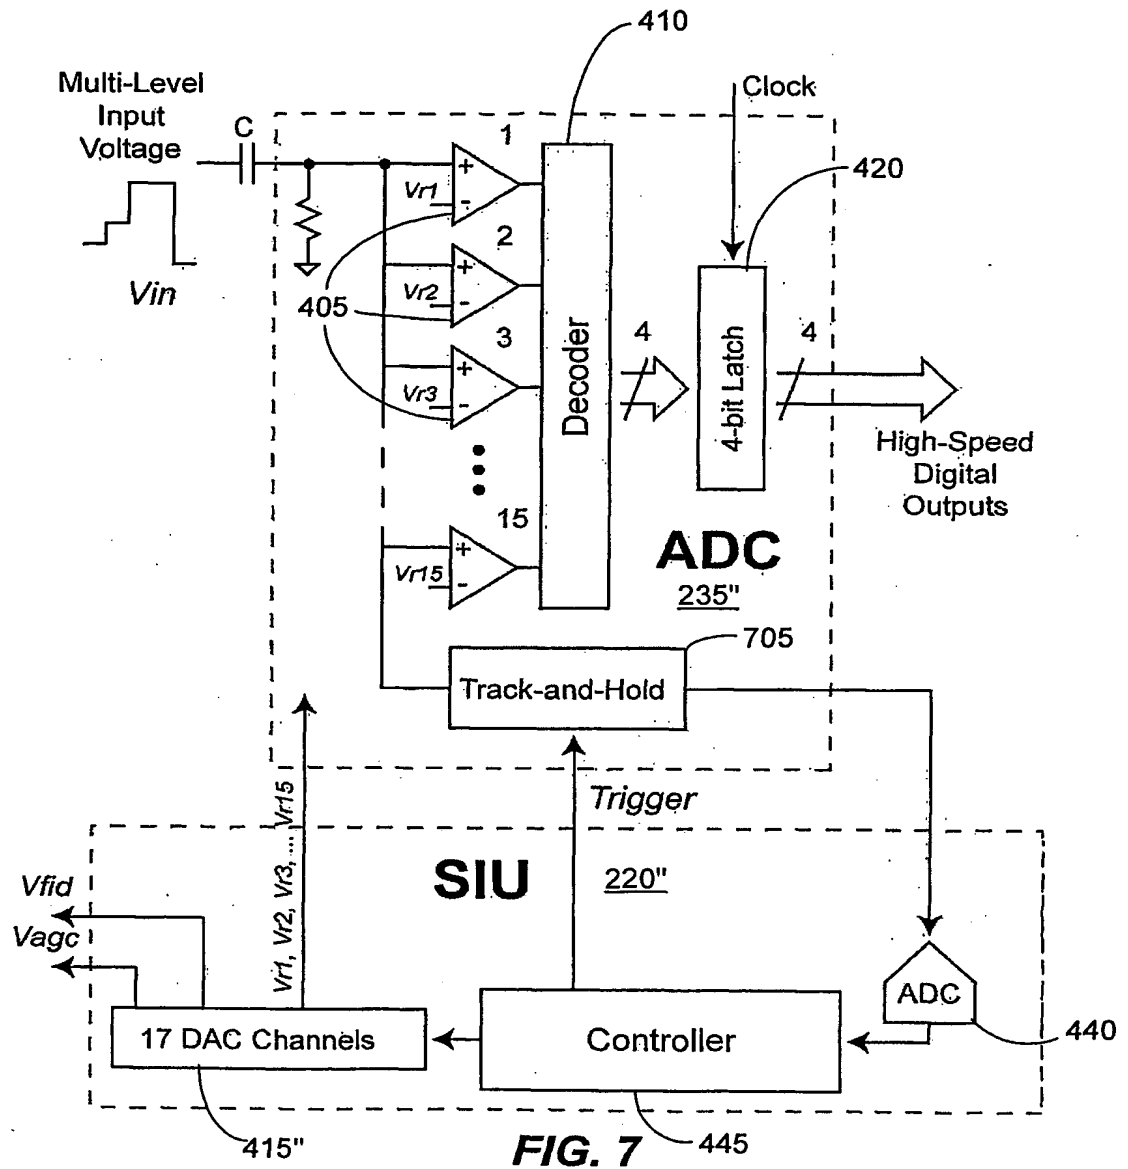 410
Multi-Level
Input
Voltage
Clock
C
1
+
Vr1
-
420
2
+
Vr2
-
Vin
405
3
+
Vr3
-
Decoder
4
4-bit Latch
4
High-Speed
Digital
Outputs
15
+
Vr15
-
ADC
235"
705
Track-and-Hold
Trigger
Vr1, Vr2, Vr3, ... Vr15
SIU
220"
Vfid
Vagc
ADC
17 DAC Channels
Controller
440
415"
445
FIG. 7